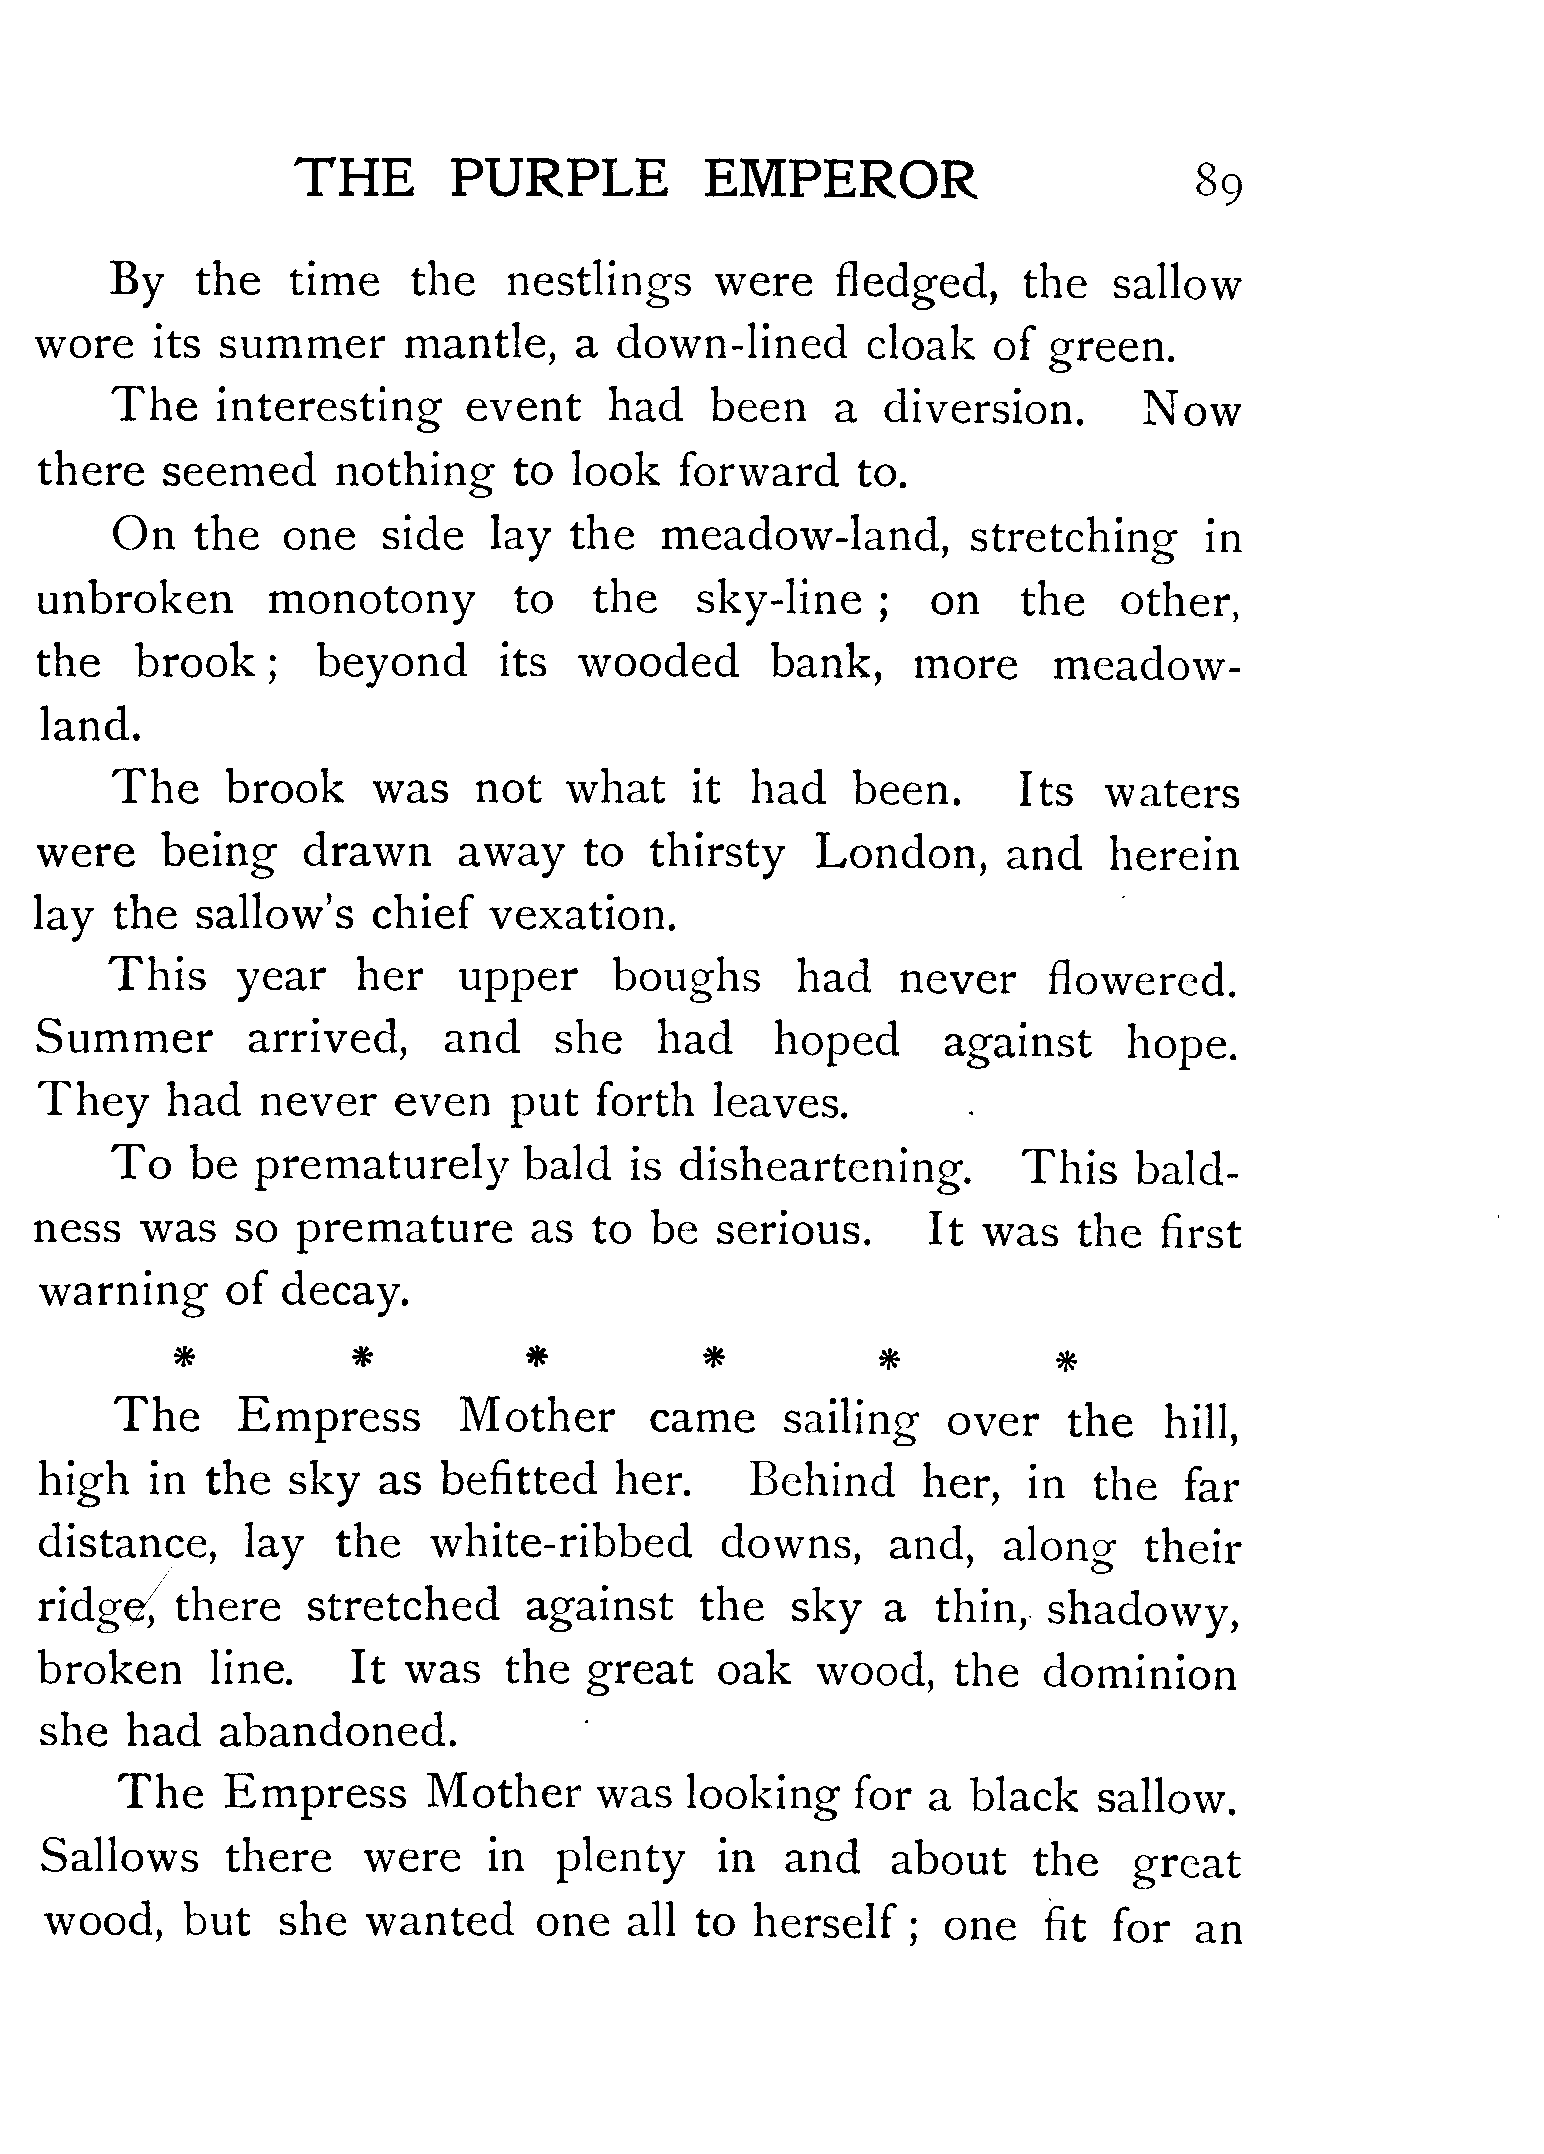 THE PURPLE EMPEROR 89
By the time the nestlings were fledged, the sallow
wore its summer mantle, a down-lined cloak of green.
The interesting event had been a diversion. Now
there seemed nothing to look forward to.
On the one side lay the meadow-land, stretching in
unbroken monotony to the sky-line ; on the other,
the brook ; beyond its wooded bank, more meadow-
land.
The brook was not what it had been. Its waters
were being drawn away to thirsty London, and herein
lay the sallow's chief vexation.
This year her upper boughs had never flowered.
Summer arrived, and she had hoped against hope.
They had never even put forth leaves.
To be prematurely bald is disheartening. This bald-
ness was so premature as to be serious. It was the first
warning of decay.
* * * * * *
The Empress Mother came sailing over the hill,
high in the sky as befitted her. Behind her, in the far
distance, lay the white-ribbed downs, and, along their
ridge, there stretched against the sky a thin, shadowy,
broken line. It was the great oak wood, the dominion
she had abandoned.
The Empress Mother was looking for a black sallow.
Sallows there were in plenty in and about the great
wood, but she wanted one all to herself ; one fit for an